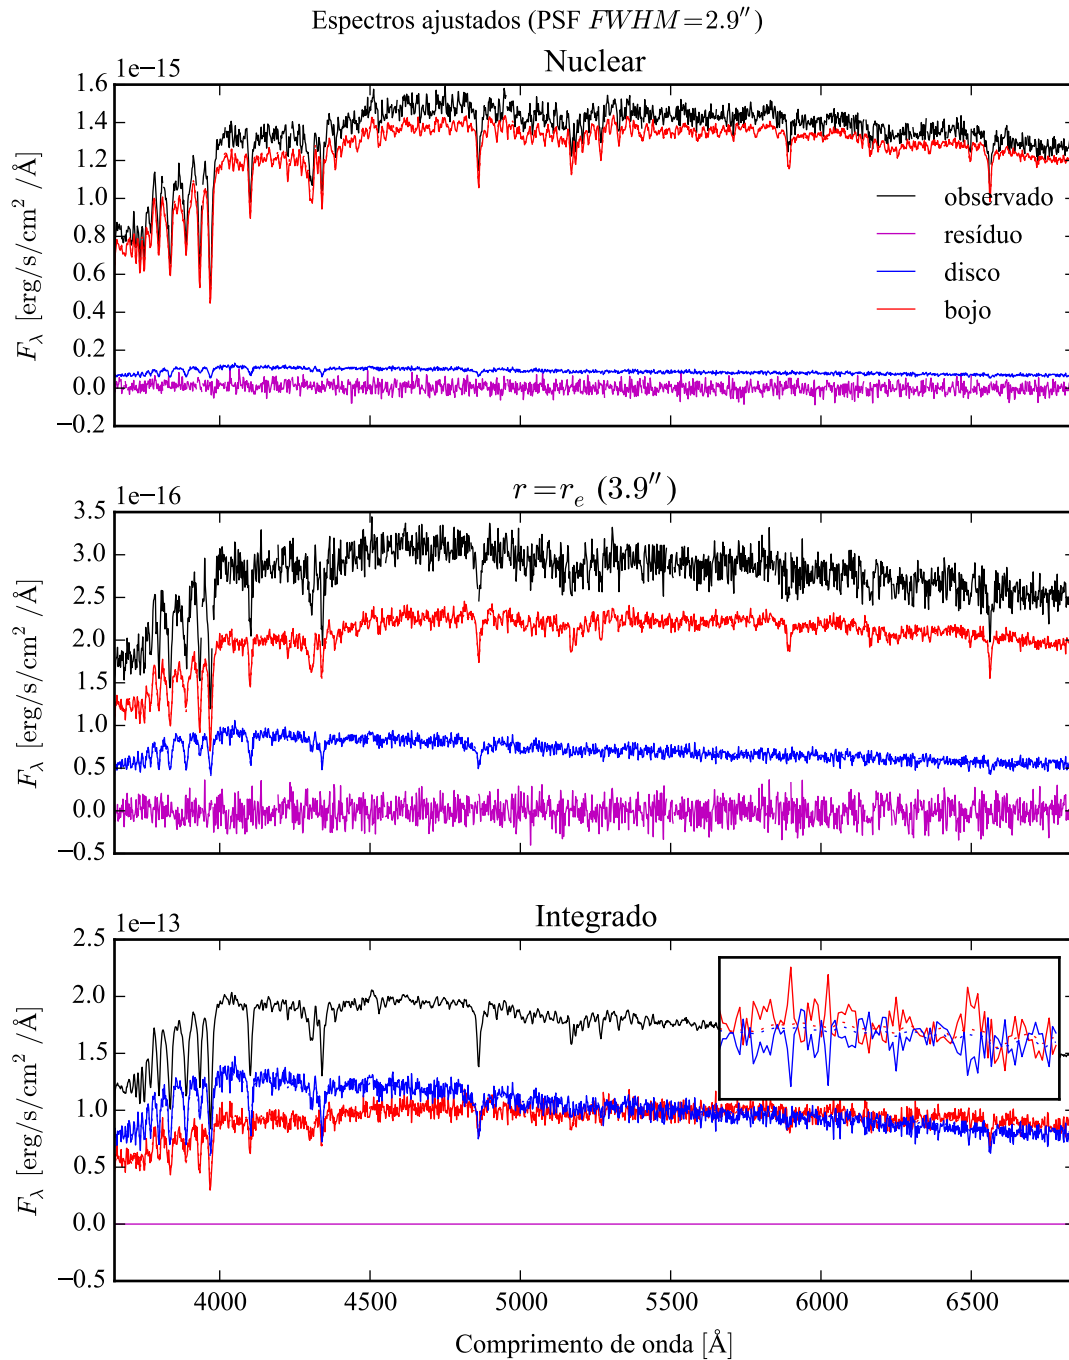 Espectros ajustados (PSF FWHM=2.9″)
1e−15
Nuclear
1.6
1.4
1.2
1.0
0.8
0.6
0.4
0.2
0.0
−0.2
F_λ [erg/s/cm² /Å]
observado
resíduo
disco
bojo
1e−16
r=r_e (3.9″)
3.5
3.0
2.5
2.0
1.5
1.0
0.5
0.0
−0.5
F_λ [erg/s/cm² /Å]
1e−13
Integrado
2.5
2.0
1.5
1.0
0.5
0.0
−0.5
F_λ [erg/s/cm² /Å]
4000 4500 5000 5500 6000 6500
Comprimento de onda [Å]